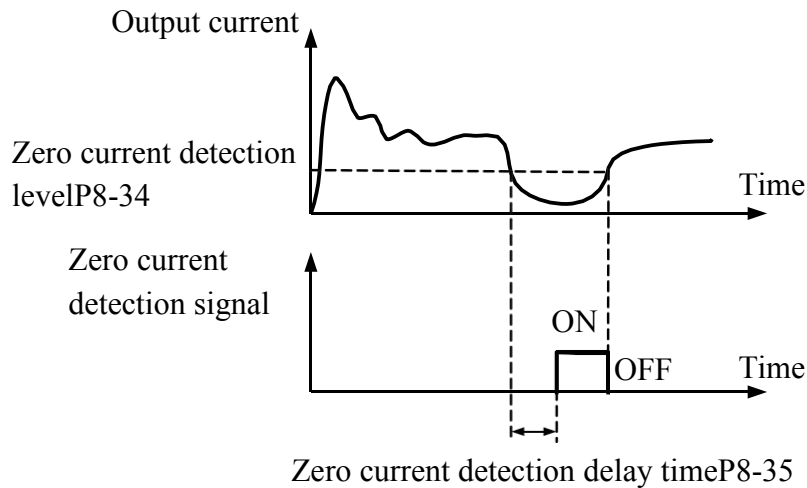 Output current
Zero current detection
levelP8-34
Time
Zero current
detection signal
ON
OFF
Time
Zero current detection delay timeP8-35